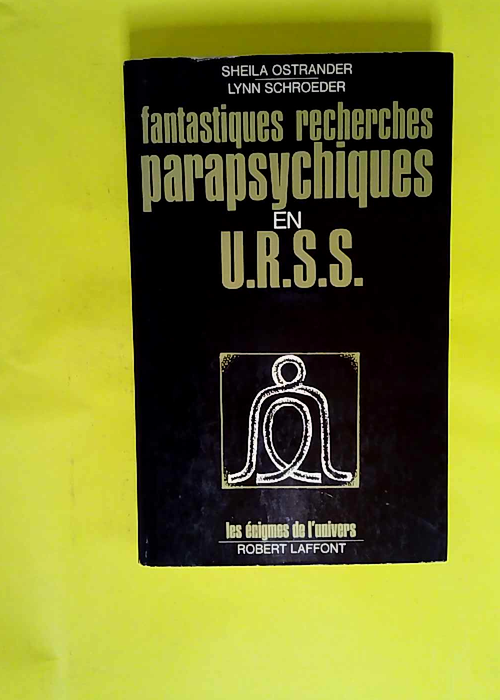 SHEILA OSTRANDER
LYNN SCHROEDER
fantastiques recherches
parapsychiques
EN
U.R.S.S.
les énigmes de l'univers
ROBERT LAFFONT